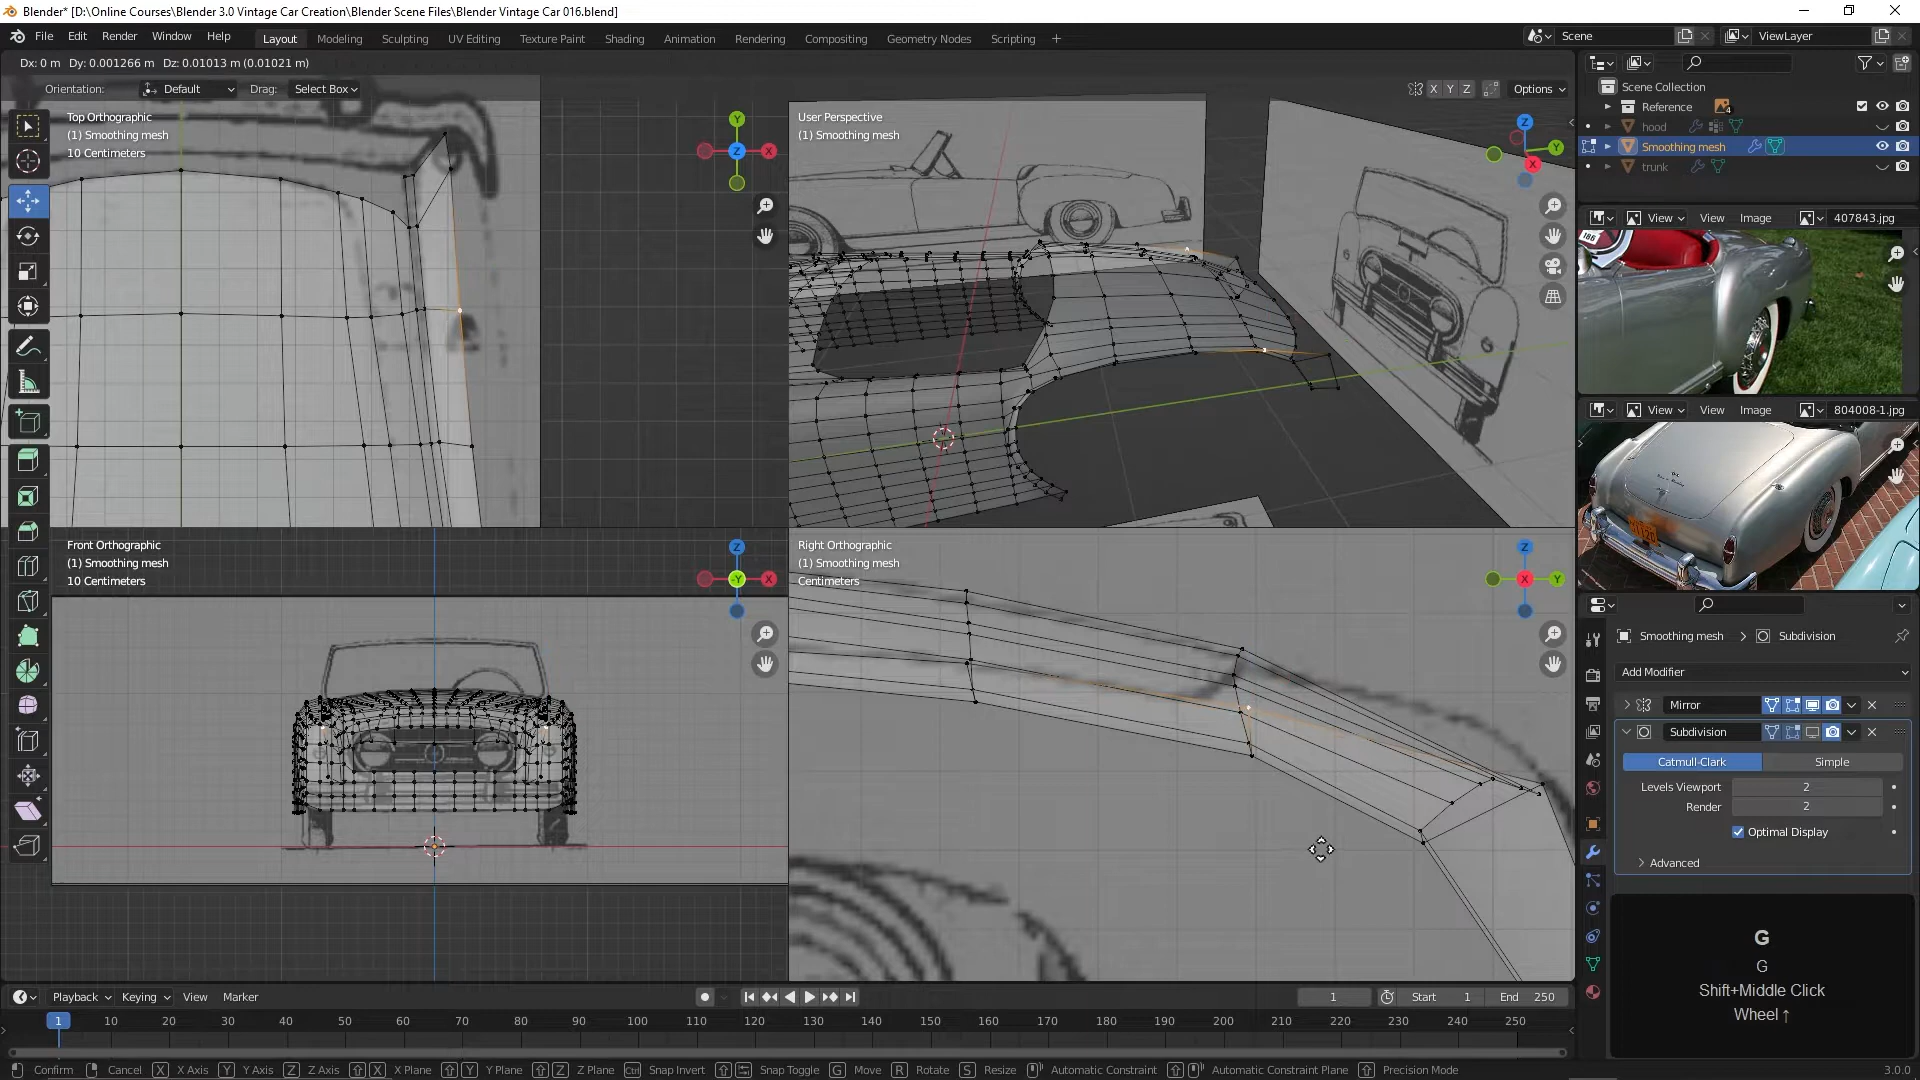 Blender* [D:\Online Courses\Blender 3.0 Vintage Car Creation\Blender Scene Files\Blender Vintage Car 016.blend]
File Edit Render Window Help Layout Modeling Sculpting UV Editing Texture Paint Shading Animation Rendering Compositing Geometry Nodes Scripting + Scene ViewLayer
Dx: 0 m Dy: 0.001266 m Dz: 0.01013 m (0.01021 m)
Orientation: Default Drag: Select Box X Y Z Options
Scene Collection
Reference 4
hood
Smoothing mesh
trunk
Top Orthographic
(1) Smoothing mesh
10 Centimeters
Y
Z X
User Perspective
(1) Smoothing mesh
Z
Y
X
186
View View Image 407843.jpg
View View Image 804008-1.jpg
Front Orthographic
(1) Smoothing mesh
10 Centimeters
Z
-Y X
Right Orthographic
(1) Smoothing mesh
Centimeters
Z
X Y
Smoothing mesh > Subdivision
Add Modifier
Mirror
Subdivision
Catmull-Clark Simple
Levels Viewport 2
Render 2
Optimal Display
Advanced
G
G
Shift+Middle Click
Wheel ↑
Playback Keying View Marker 1 Start 1 End 250
1 10 20 30 40 50 60 70 80 90 100 110 120 130 140 150 160 170 180 190 200 210 220 230 240 250
Confirm Cancel X X Axis Y Y Axis Z Z Axis X X Plane Y Y Plane Z Z Plane Ctrl Snap Invert Snap Toggle G Move R Rotate S Resize Automatic Constraint Automatic Constraint Plane Precision Mode 3.0.0